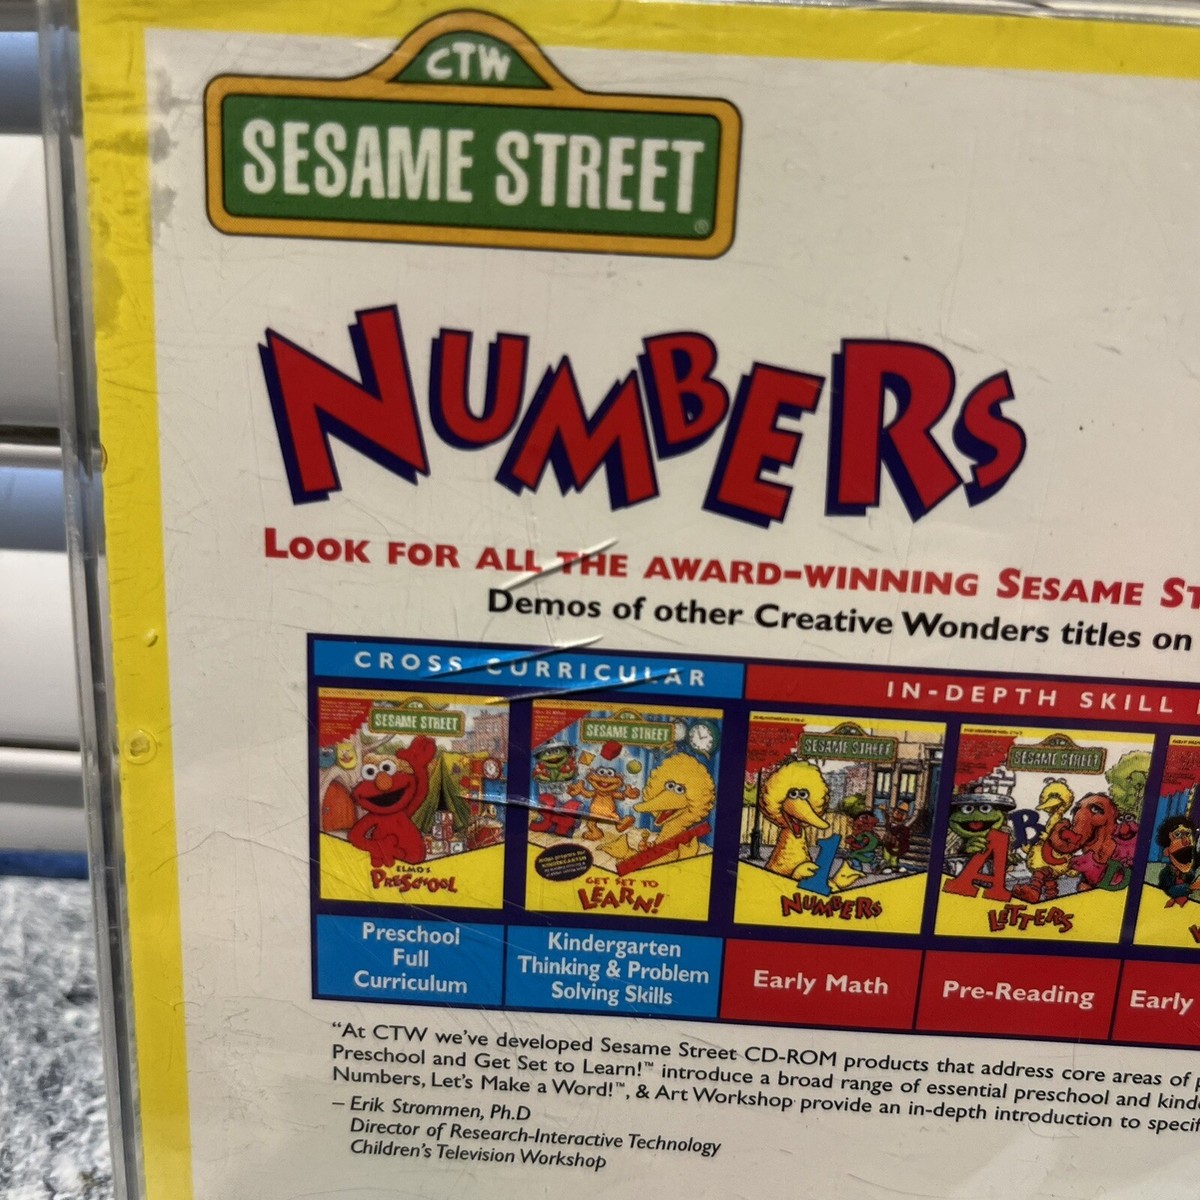 CTW
SESAME STREET®
NUMBERS
LOOK FOR ALL THE AWARD-WINNING SESAME ST
Demos of other Creative Wonders titles on
CROSS CURRICULAR
IN-DEPTH SKILL
SESAME STREET
ELMO'S
PRESCHOOL
SESAME STREET
GET SET TO
LEARN!
SESAME STREET
1
NUMBERS
SESAME STREET
A B C D
LETTERS
Preschool
Full
Curriculum
Kindergarten
Thinking & Problem
Solving Skills
Early Math
Pre-Reading
Early
“At CTW we've developed Sesame Street CD-ROM products that address core areas of
Preschool and Get Set to Learn!™ introduce a broad range of essential preschool and kind
Numbers, Let's Make a Word!™, & Art Workshop provide an in-depth introduction to specif
– Erik Strommen, Ph.D
Director of Research-Interactive Technology
Children's Television Workshop